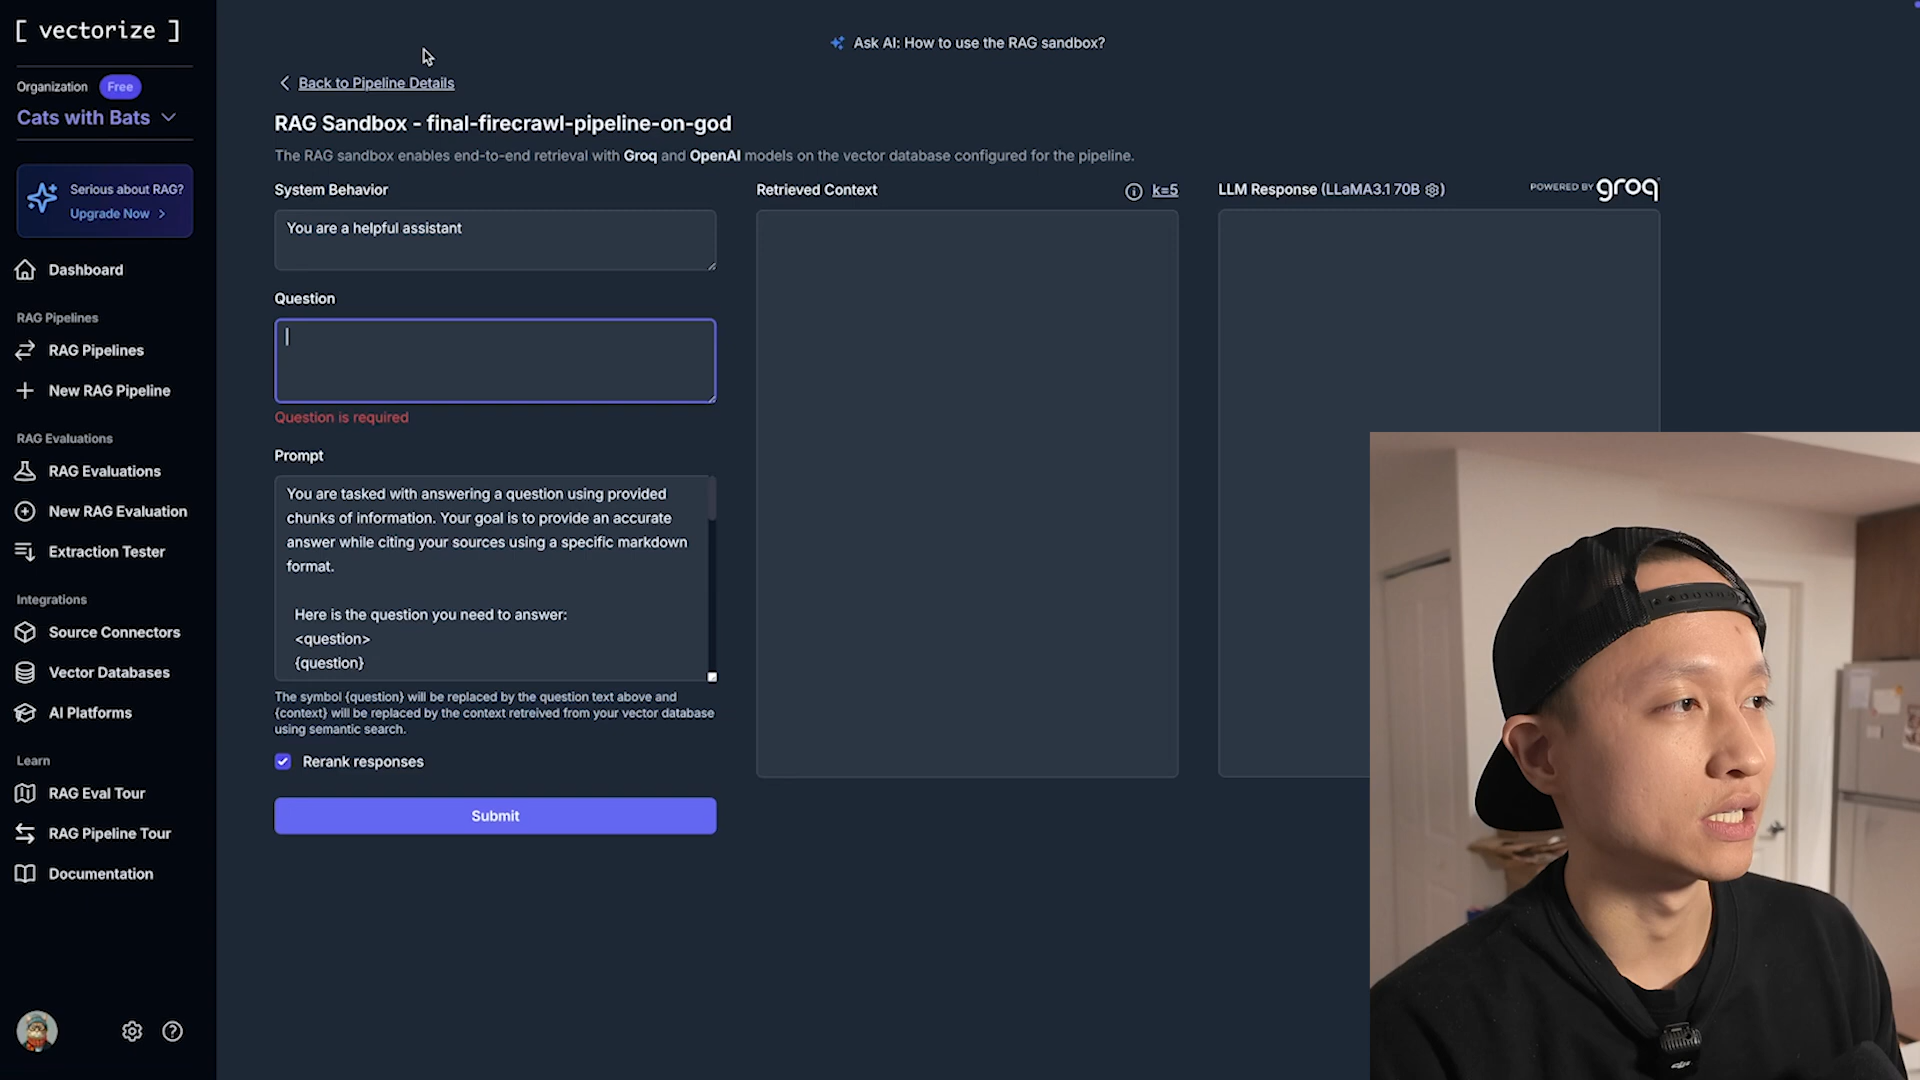 [ vectorize ]
Organization Free
Cats with Bats
Serious about RAG?
Upgrade Now
Dashboard
RAG Pipelines
RAG Pipelines
New RAG Pipeline
RAG Evaluations
RAG Evaluations
New RAG Evaluation
Extraction Tester
Integrations
Source Connectors
Vector Databases
AI Platforms
Learn
RAG Eval Tour
RAG Pipeline Tour
Documentation
Ask AI: How to use the RAG sandbox?
Back to Pipeline Details
RAG Sandbox - final-firecrawl-pipeline-on-god
The RAG sandbox enables end-to-end retrieval with Groq and OpenAI models on the vector database configured for the pipeline.
System Behavior
You are a helpful assistant
Question
Question is required
Prompt
You are tasked with answering a question using provided
chunks of information. Your goal is to provide an accurate
answer while citing your sources using a specific markdown
format.
Here is the question you need to answer:
<question>
{question}
The symbol {question} will be replaced by the question text above and
{context} will be replaced by the context retreived from your vector database
using semantic search.
Rerank responses
Submit
Retrieved Context
k=5
LLM Response (LLaMA3.1 70B )
POWERED BY groq
dji